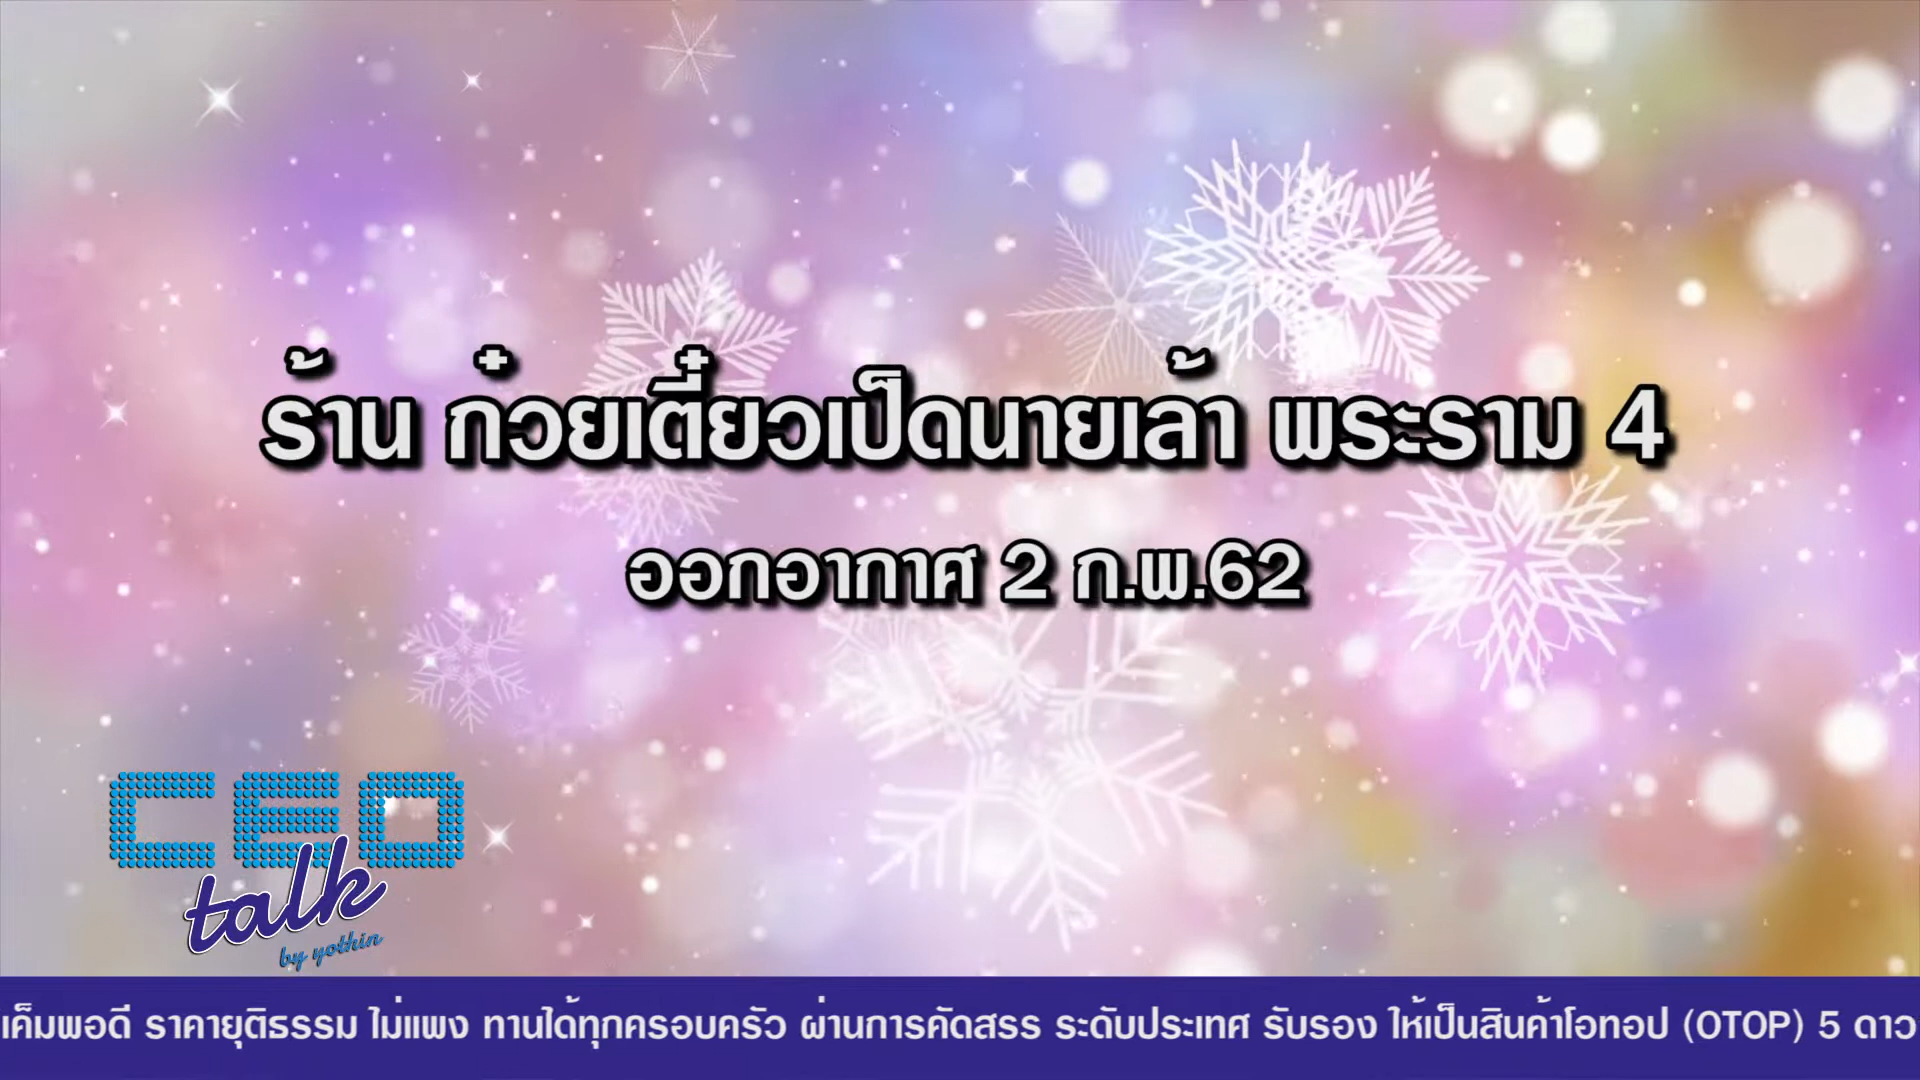 ร้าน ก๋วยเตี๋ยวเป็ดนายเล้า พระราม 4
ออกอากาศ 2 ก.พ.62
CEO
talk
by yothin
เค็มพอดี ราคายุติธรรม ไม่แพง ทานได้ทุกครอบครัว ผ่านการคัดสรร ระดับประเทศ รับรอง ให้เป็นสินค้าโอทอป (OTOP) 5 ดาว